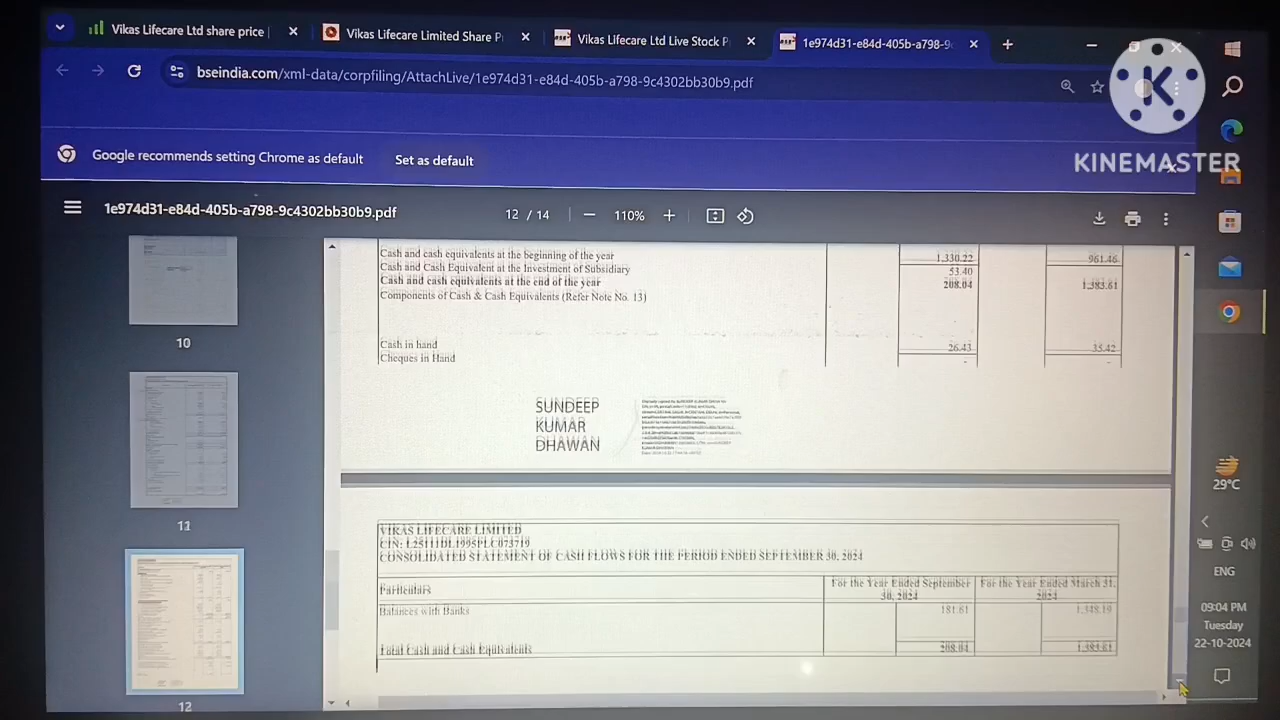 Vikas Lifecare Ltd share price |
Vikas Lifecare Limited Share P
Vikas Lifecare Ltd Live Stock P
1e974d31-e84d-405b-a798-9c
bseindia.com/xml-data/corpfiling/AttachLive/1e974d31-e84d-405b-a798-9c4302bb30b9.pdf
K
KINEMASTER
Google recommends setting Chrome as default
Set as default
1e974d31-e84d-405b-a798-9c4302bb30b9.pdf
12 / 14
110%
10
11
12
Cash and cash equivalents at the beginning of the year 1,330.22 961.46
Cash and Cash Equivalent at the Investment of Subsidiary 53.40
Cash and cash equivalents at the end of the year 208.04 1,383.61
Components of Cash & Cash Equivalents (Refer Note No. 13)
Cash in hand 26.43 35.42
Cheques in Hand - -
SUNDEEP
KUMAR
DHAWAN
VIKAS LIFECARE LIMITED
CIN: L25111DL1995PLC073719
CONSOLIDATED STATEMENT OF CASH FLOWS FOR THE PERIOD ENDED SEPTEMBER 30, 2024
Particulars For the Year Ended September 30, 2024 For the Year Ended March 31, 2024
Balances with Banks 181.61 1,348.19
Total Cash and Cash Equivalents 208.04 1,383.61
29°C
ENG
09:04 PM
Tuesday
22-10-2024